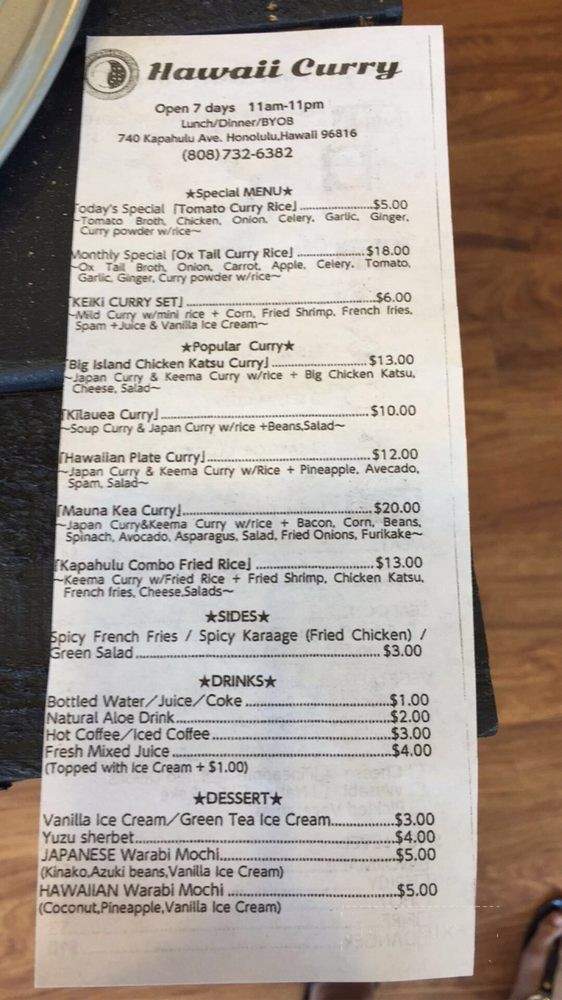 Hawaii Curry
Open 7 days 11am-11pm
Lunch/Dinner/BYOB
740 Kapahulu Ave. Honolulu,Hawaii 96816
(808)732-6382
★Special MENU★
Today's Special「Tomato Curry Rice」..................$5.00
~Tomato Broth, Chicken, Onion, Celery, Garlic, Ginger,
Curry powder w/rice~
Monthly Special「Ox Tail Curry Rice」.................$18.00
~Ox Tail Broth, Onion, Carrot, Apple, Celery, Tomato,
Garlic, Ginger, Curry powder w/rice~
「KEIKI CURRY SET」.............................................$6.00
~Mild Curry w/mini rice + Corn, Fried Shrimp, French fries,
Spam +Juice & Vanilla Ice Cream~
★Popular Curry★
「Big Island Chicken Katsu Curry」......................$13.00
~Japan Curry & Keema Curry w/rice + Big Chicken Katsu,
Cheese, Salad~
「Kilauea Curry」..................................................$10.00
~Soup Curry & Japan Curry w/rice +Beans,Salad~
「Hawaiian Plate Curry」.......................................$12.00
~Japan Curry & Keema Curry w/Rice + Pineapple, Avecado,
Spam, Salad~
「Mauna Kea Curry」.............................................$20.00
~Japan Curry&Keema Curry w/rice + Bacon, Corn, Beans,
Spinach, Avocado, Asparagus, Salad, Fried Onions, Furikake~
「Kapahulu Combo Fried Rice」...........................$13.00
~Keema Curry w/Fried Rice + Fried Shrimp, Chicken Katsu,
French fries, Cheese,Salads~
★SIDES★
Spicy French Fries / Spicy Karaage (Fried Chicken) /
Green Salad......................................................... $3.00
★DRINKS★
Bottled Water/Juice/Coke..................................$1.00
Natural Aloe Drink..................................................$2.00
Hot Coffee/Iced Coffee.........................................$3.00
Fresh Mixed Juice...................................................$4.00
(Topped with Ice Cream + $1.00)
★DESSERT★
Vanilla Ice Cream/Green Tea Ice Cream...............$3.00
Yuzu sherbet............................................................$4.00
JAPANESE Warabi Mochi.........................................$5.00
(Kinako,Azuki beans,Vanilla Ice Cream)
HAWAIIAN Warabi Mochi.......................................$5.00
(Coconut,Pineapple,Vanilla Ice Cream)